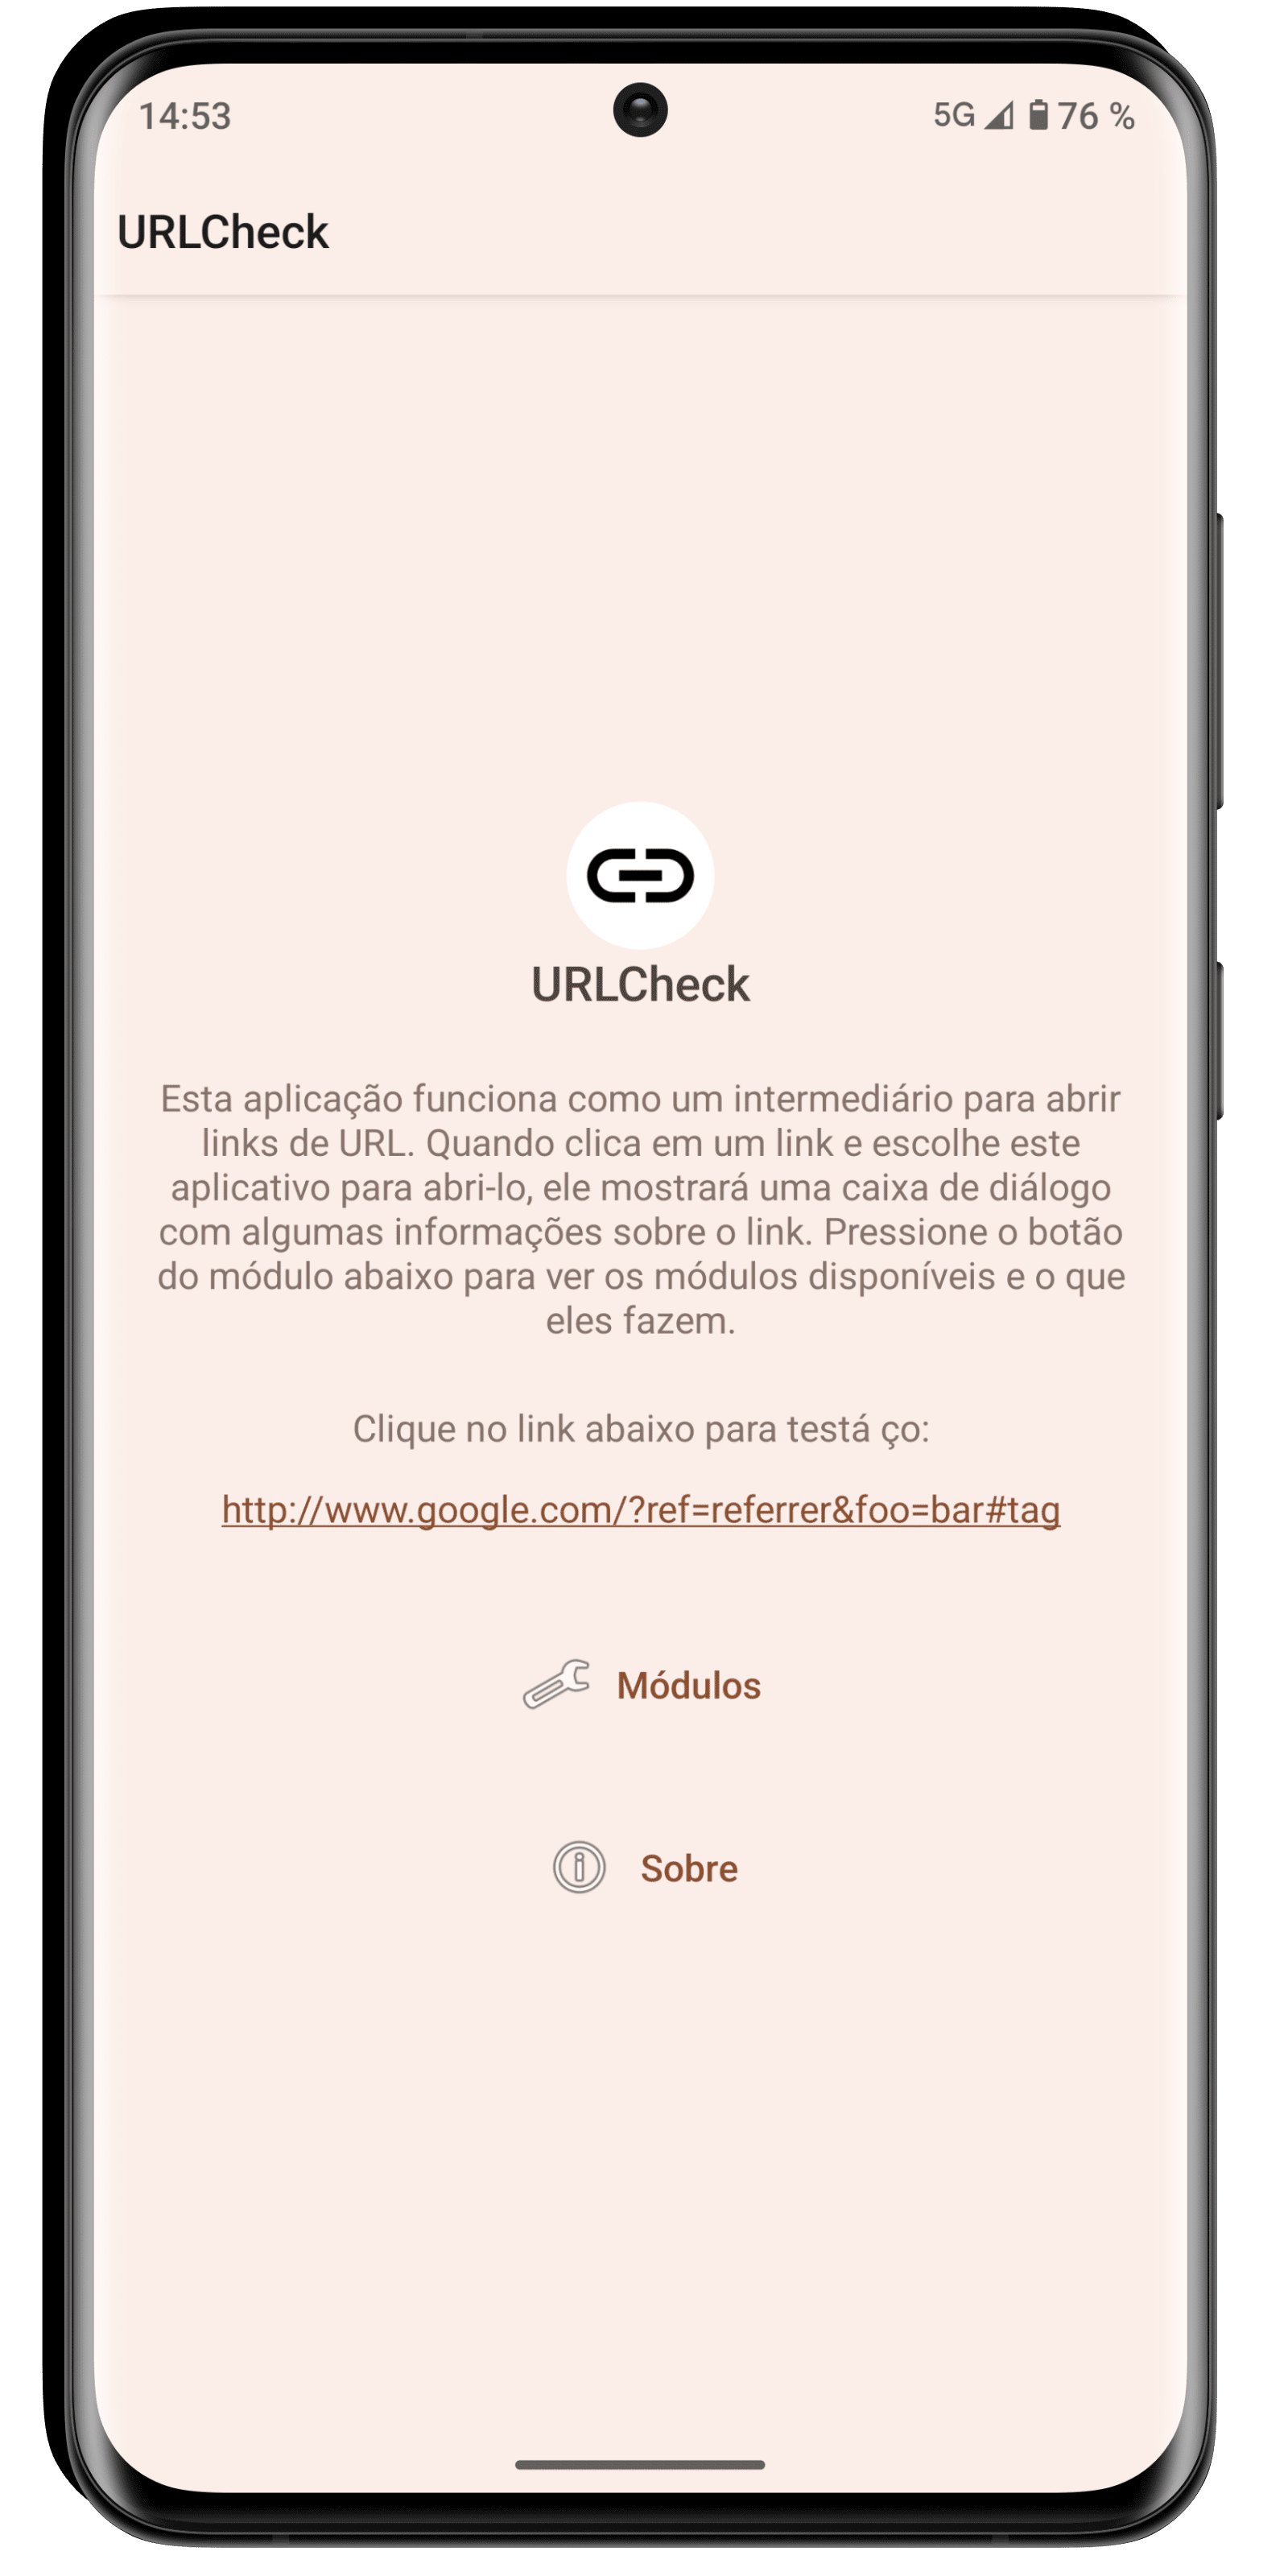 14:53
5G 76 %
URLCheck
URLCheck
Esta aplicação funciona como um intermediário para abrir
links de URL. Quando clica em um link e escolhe este
aplicativo para abri-lo, ele mostrará uma caixa de diálogo
com algumas informações sobre o link. Pressione o botão
do módulo abaixo para ver os módulos disponíveis e o que
eles fazem.
Clique no link abaixo para testá ço:
http://www.google.com/?ref=referrer&foo=bar#tag
Módulos
Sobre